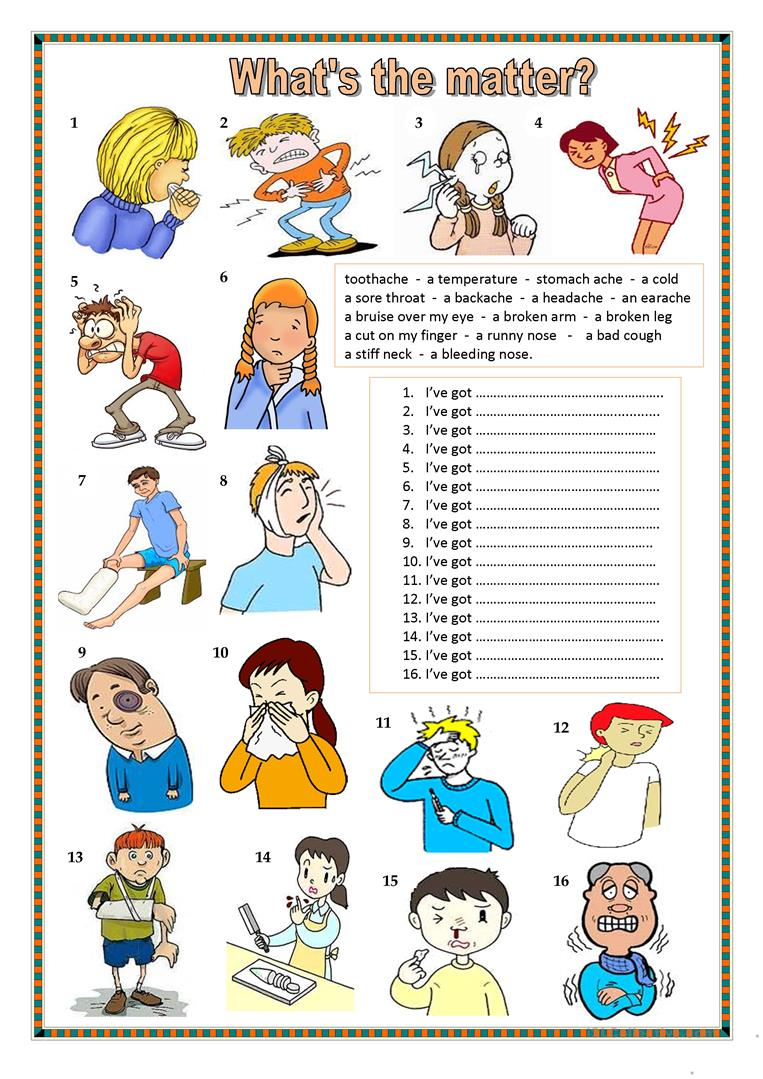 What's the matter?
1
2
3
4
5
6
toothache - a temperature - stomach ache - a cold
a sore throat - a backache - a headache - an earache
a bruise over my eye - a broken arm - a broken leg
a cut on my finger - a runny nose - a bad cough
a stiff neck - a bleeding nose.
1. I've got ..................................................
2. I've got ..................................................
3. I've got ..................................................
4. I've got ..................................................
5. I've got ..................................................
6. I've got ..................................................
7. I've got ..................................................
8. I've got ..................................................
9. I've got ..................................................
10. I've got ..................................................
11. I've got ..................................................
12. I've got ..................................................
13. I've got ..................................................
14. I've got ..................................................
15. I've got ..................................................
16. I've got ..................................................
7
8
9
10
11
12
13
14
15
16